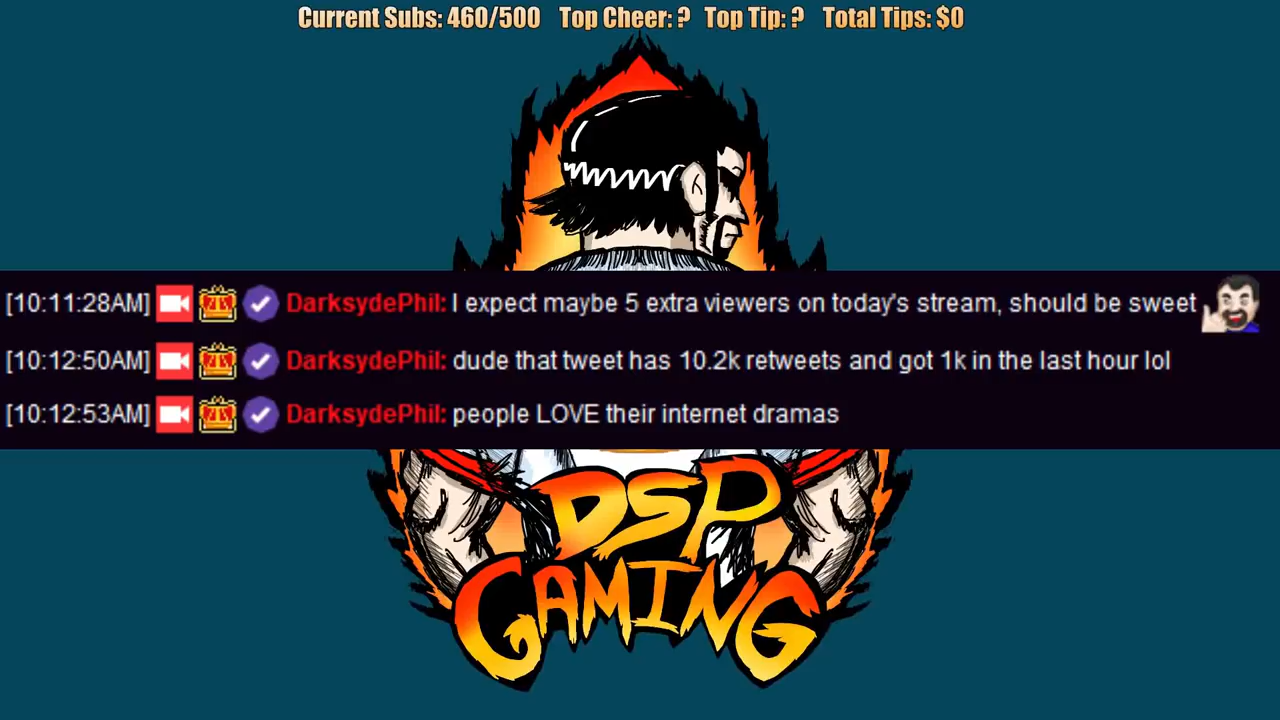 Current Subs: 460/500 Top Cheer: ? Top Tip: ? Total Tips: $0
[10:11:28AM] DarksydePhil: I expect maybe 5 extra viewers on today's stream, should be sweet
[10:12:50AM] DarksydePhil: dude that tweet has 10.2k retweets and got 1k in the last hour lol
[10:12:53AM] DarksydePhil: people LOVE their internet dramas
DSP
GAMING